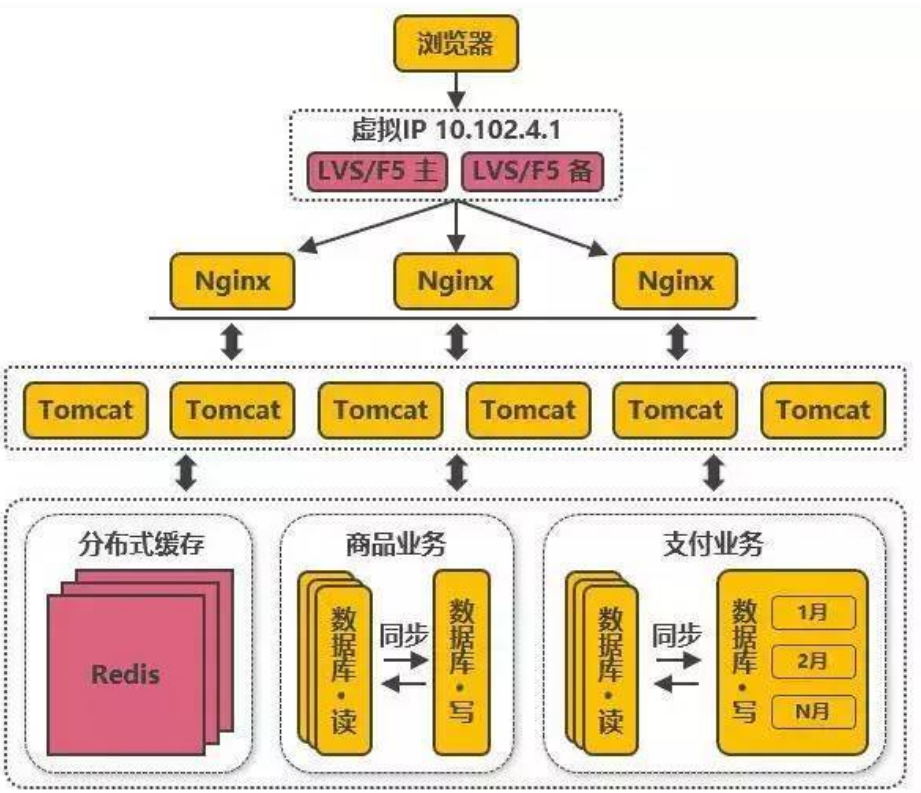 浏览器
虚拟IP 10.102.4.1
LVS/F5 主
LVS/F5 备
Nginx
Nginx
Nginx
Tomcat
Tomcat
Tomcat
Tomcat
Tomcat
Tomcat
分布式缓存
Redis
商品业务
数据库·读
同步
数据库·写
支付业务
数据库·读
同步
数据库·写
1月
2月
N月